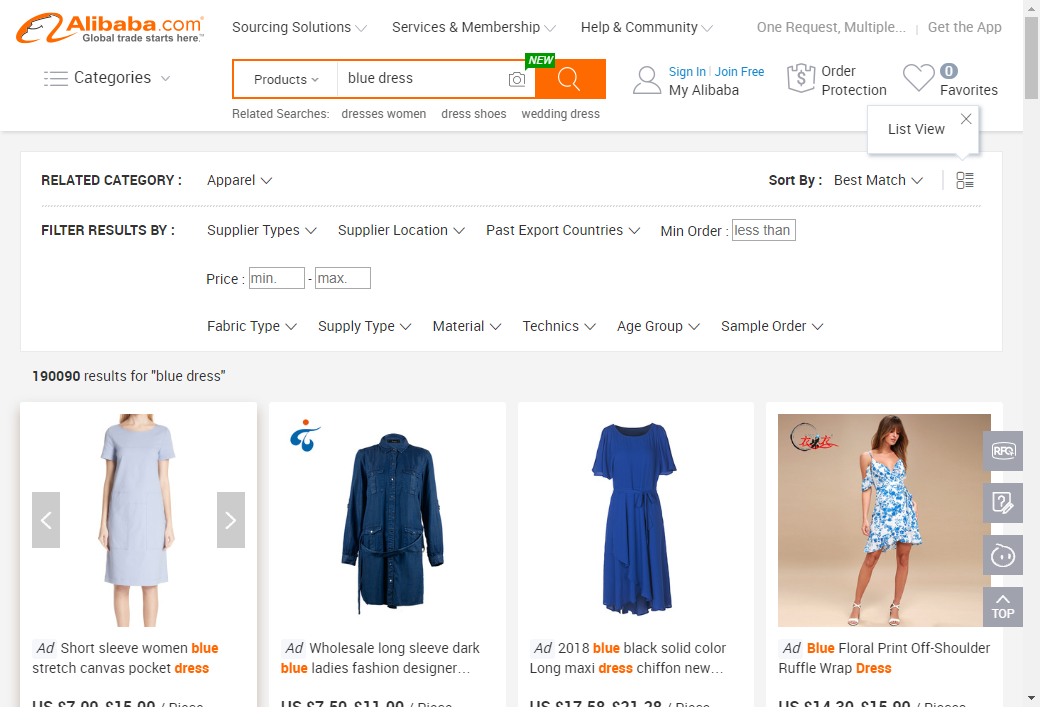 Alibaba.com
Global trade starts here.™
Sourcing Solutions
Services & Membership
Help & Community
One Request, Multiple...
Get the App
Categories
Products
blue dress
NEW
Sign In
Join Free
My Alibaba
Order
Protection
0
Favorites
Related Searches:
dresses women
dress shoes
wedding dress
List View
RELATED CATEGORY :
Apparel
Sort By :
Best Match
FILTER RESULTS BY :
Supplier Types
Supplier Location
Past Export Countries
Min Order :
less than
Price :
min.
-
max.
Fabric Type
Supply Type
Material
Technics
Age Group
Sample Order
190090 results for "blue dress"
RFQ
TOP
Ad Short sleeve women blue
stretch canvas pocket dress
Ad Wholesale long sleeve dark
blue ladies fashion designer…
Ad 2018 blue black solid color
Long maxi dress chiffon new…
Ad Blue Floral Print Off-Shoulder
Ruffle Wrap Dress
US £7.90-£15.00 / Piece
US £7.50-£11.00 / Piece
US £17.58-£21.28 / Piece
US £14.30-£15.90 / Pieces